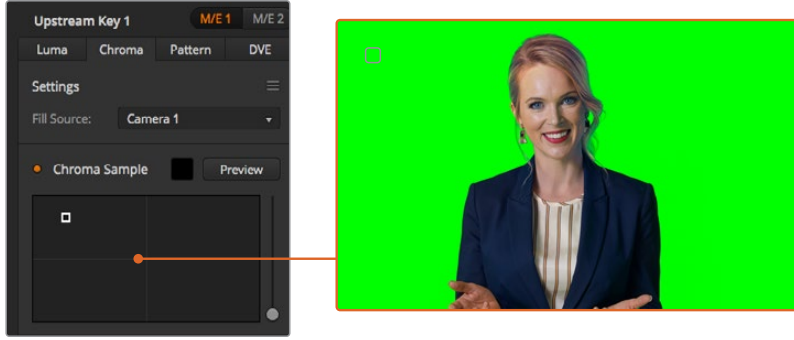 Upstream Key 1 M/E 1 M/E 2
Luma Chroma Pattern DVE
Settings
Fill Source: Camera 1
Chroma Sample Preview